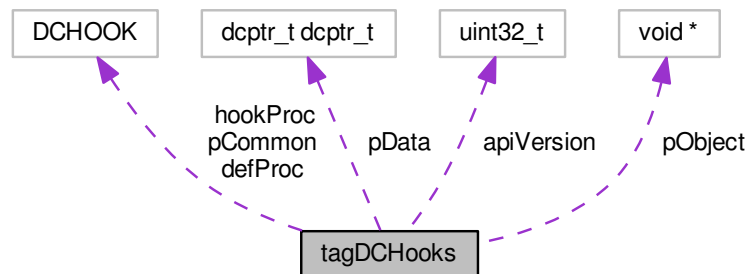 DCHOOK
dcptr_t dcptr_t
uint32_t
void *
hookProc
pCommon
defProc
pData
apiVersion
pObject
tagDCHooks